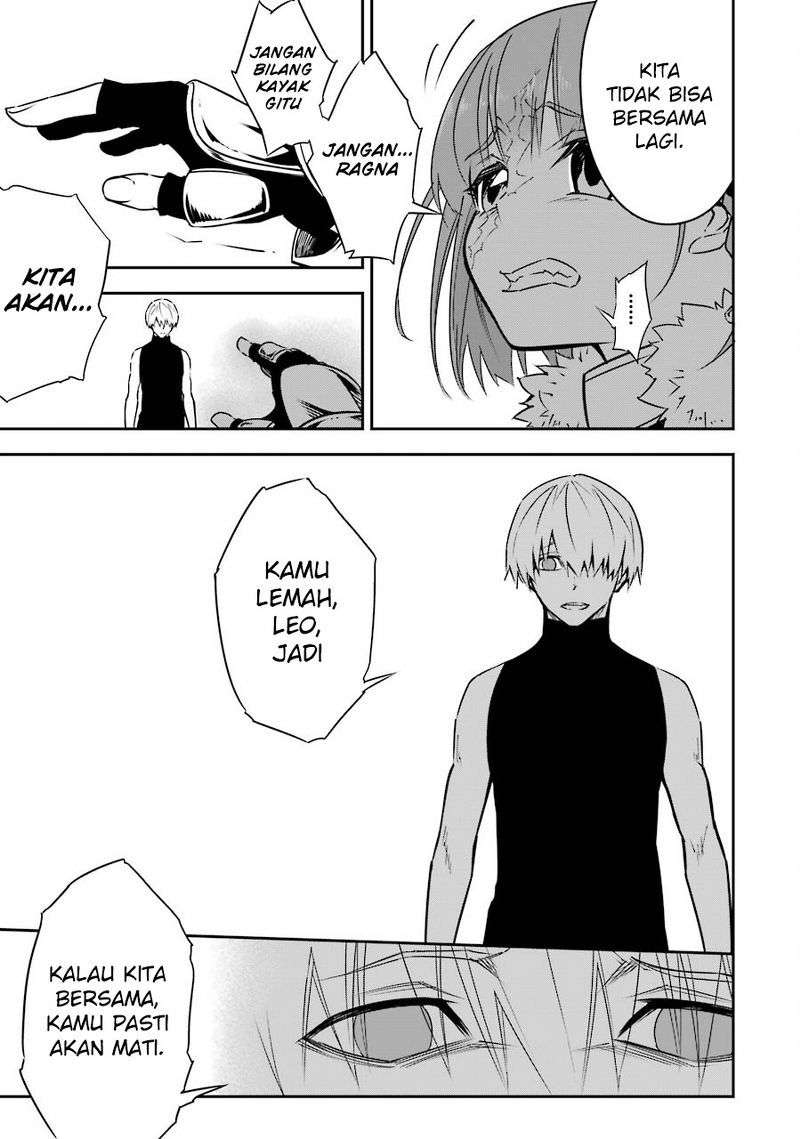 KITA
TIDAK BISA
BERSAMA
LAGI.
......
JANGAN
BILANG
KAYAK
GITU
JANGAN...
RAGNA
KITA
AKAN...
KAMU
LEMAH,
LEO,
JADI
KALAU KITA
BERSAMA,
KAMU PASTI
AKAN MATI.